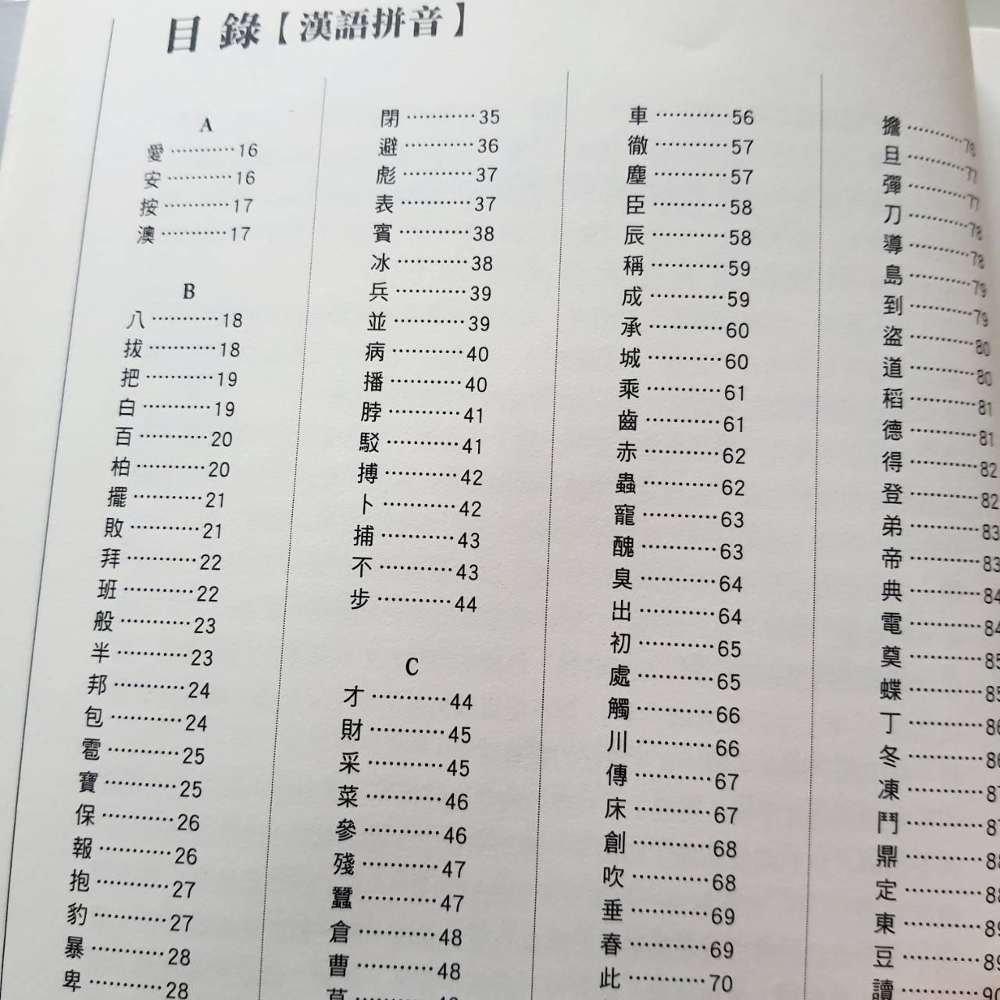 目錄【漢語拼音】
A
愛…………16
安…………16
按…………17
澳…………17
B
八…………18
拔…………18
把…………19
白…………19
百…………20
柏…………20
擺…………21
敗…………21
拜…………22
班…………22
般…………23
半…………23
邦…………24
包…………24
雹…………25
寶…………25
保…………26
報…………26
抱…………27
豹…………27
暴…………28
卑…………28
閉…………35
避…………36
彪…………37
表…………37
賓…………38
冰…………38
兵…………39
並…………39
病…………40
播…………40
脖…………41
駁…………41
搏…………42
卜…………42
捕…………43
不…………43
步…………44
C
才…………44
財…………45
采…………45
菜…………46
參…………46
殘…………47
蠶…………47
倉…………48
曹…………48
車…………56
徹…………57
塵…………57
臣…………58
辰…………58
稱…………59
成…………59
承…………60
城…………60
乘…………61
齒…………61
赤…………62
蟲…………62
寵…………63
醜…………63
臭…………64
出…………64
初…………65
處…………65
觸…………66
川…………66
傳…………67
床…………67
創…………68
吹…………68
垂…………69
春…………69
此…………70
擔…………76
旦…………77
彈…………77
刀…………78
導…………78
島…………79
到…………79
盜…………80
道…………80
稻…………81
德…………81
得…………82
登…………82
弟…………83
帝…………83
典…………84
電…………84
奠…………85
蝶…………85
丁…………86
冬…………86
凍…………87
鬥…………87
鼎…………88
定…………88
東…………89
豆…………89
讀…………90